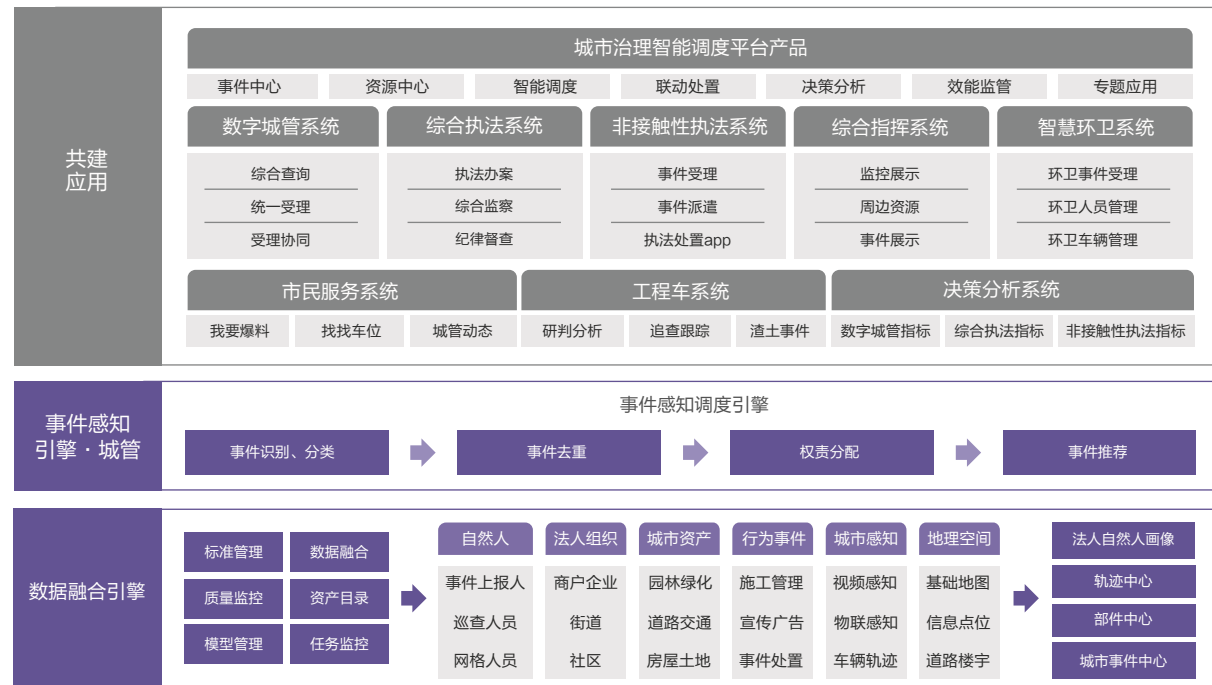 共建
应用
城市治理智能调度平台产品
事件中心 资源中心 智能调度 联动处置 决策分析 效能监管 专题应用
数字城管系统 综合执法系统 非接触性执法系统 综合指挥系统 智慧环卫系统
综合查询 执法办案 事件受理 监控展示 环卫事件受理
统一受理 综合监察 事件派遣 周边资源 环卫人员管理
受理协同 纪律督查 执法处置app 事件展示 环卫车辆管理
市民服务系统 工程车系统 决策分析系统
我要爆料 找找车位 城管动态 研判分析 追查跟踪 渣土事件 数字城管指标 综合执法指标 非接触性执法指标
事件感知
引擎·城管
事件感知调度引擎
事件识别、分类 事件去重 权责分配 事件推荐
数据融合引擎
标准管理 数据融合
质量监控 资产目录
模型管理 任务监控
自然人 法人组织 城市资产 行为事件 城市感知 地理空间
事件上报人 商户企业 园林绿化 施工管理 视频感知 基础地图
巡查人员 街道 道路交通 宣传广告 物联感知 信息点位
网格人员 社区 房屋土地 事件处置 车辆轨迹 道路楼宇
法人自然人画像
轨迹中心
部件中心
城市事件中心